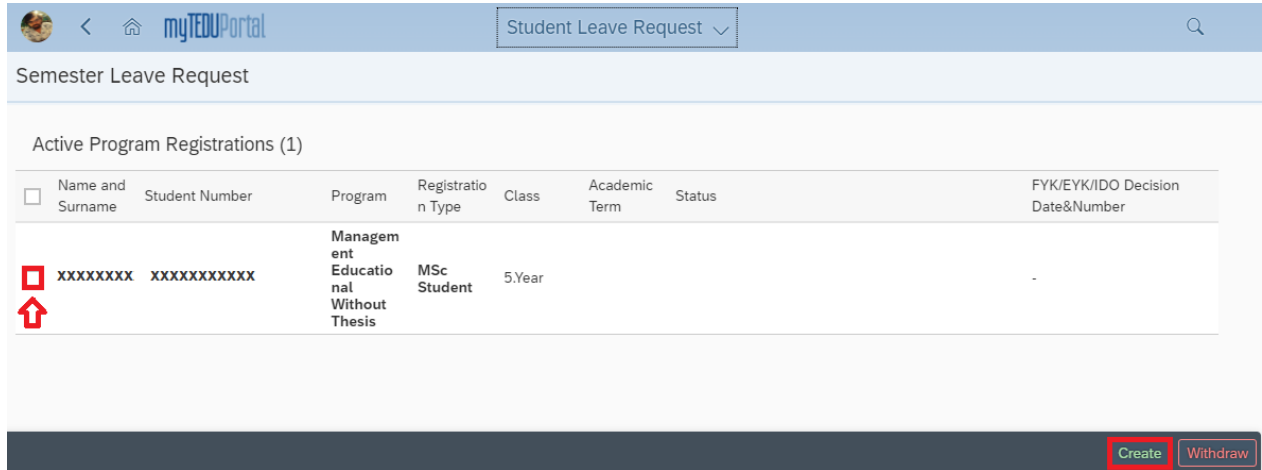 myTEDUPortal
Student Leave Request
Semester Leave Request
Active Program Registrations (1)
Name and
Surname
Student Number
Program
Registratio
n Type
Class
Academic
Term
Status
FYK/EYK/IDO Decision
Date&Number
xxxxxxxx
xxxxxxxxxxx
Managem
ent
Educatio
nal
Without
Thesis
MSc
Student
5.Year
-
Create
Withdraw